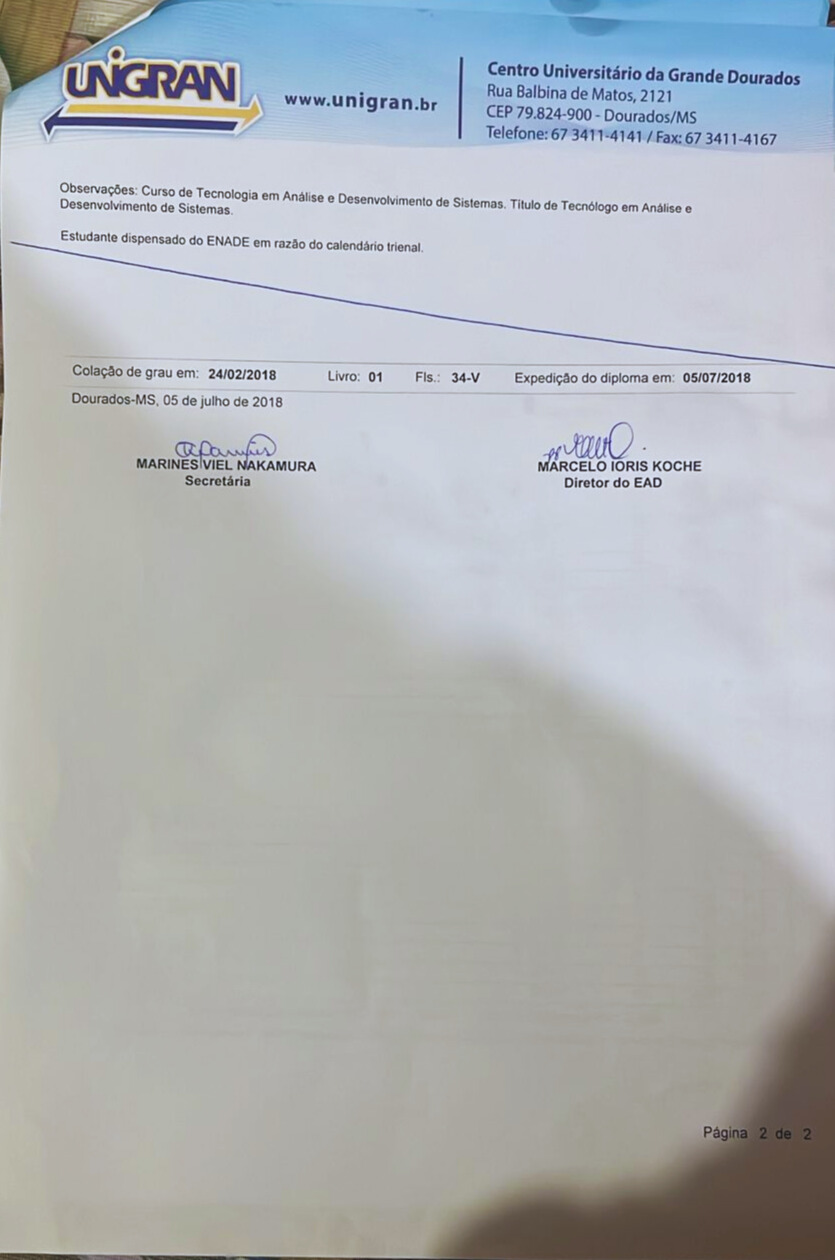 UNIGRAN
www.unigran.br
Centro Universitário da Grande Dourados
Rua Balbina de Matos, 2121
CEP 79.824-900 - Dourados/MS
Telefone: 67 3411-4141 / Fax: 67 3411-4167
Observações: Curso de Tecnologia em Análise e Desenvolvimento de Sistemas. Título de Tecnólogo em Análise e
Desenvolvimento de Sistemas.
Estudante dispensado do ENADE em razão do calendário trienal.
Colação de grau em: 24/02/2018 Livro: 01 Fls.: 34-V Expedição do diploma em: 05/07/2018
Dourados-MS, 05 de julho de 2018
MARINES VIEL NAKAMURA
Secretária
MARCELO IORIS KOCHE
Diretor do EAD
Página 2 de 2